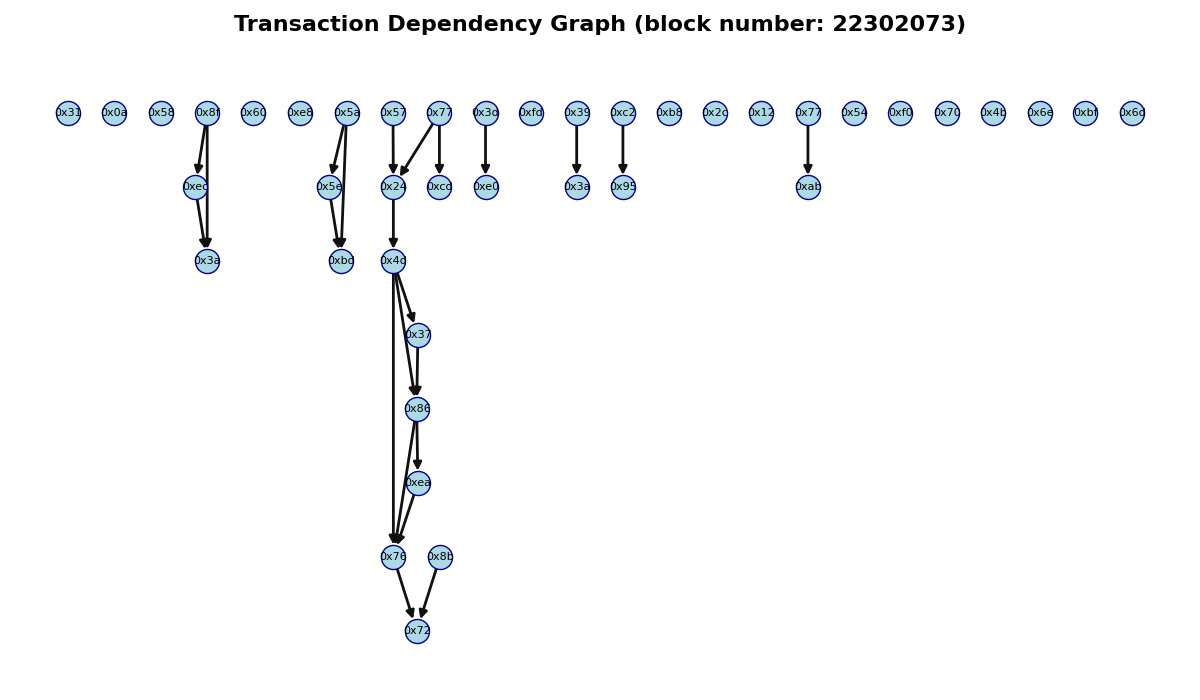 Transaction Dependency Graph (block number: 22302073)
0x31 0x0a 0x58 0x8f 0x60 0xe8 0x5a 0x57 0x77 0x3d 0xfd 0x39 0xc2 0xb8 0x2c 0x12 0x77 0x54 0xf0 0x70 0x4b 0x6e 0xbf 0x6d
0xec 0x5e 0x24 0xcd 0xe0 0x3a 0x95 0xab
0x3a 0xbd 0x4d
0x37
0x86
0xea
0x76 0x8b
0x72